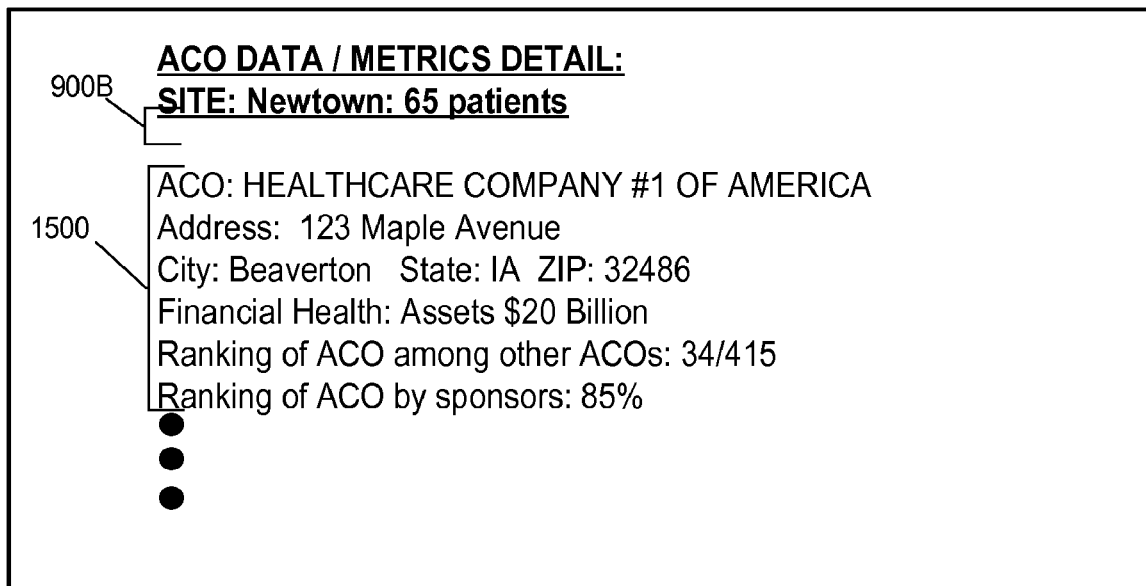 ACO DATA / METRICS DETAIL:
900B
SITE: Newtown: 65 patients
ACO: HEALTHCARE COMPANY #1 OF AMERICA
1500
Address: 123 Maple Avenue
City: Beaverton State: IA ZIP: 32486
Financial Health: Assets $20 Billion
Ranking of ACO among other ACOs: 34/415
Ranking of ACO by sponsors: 85%